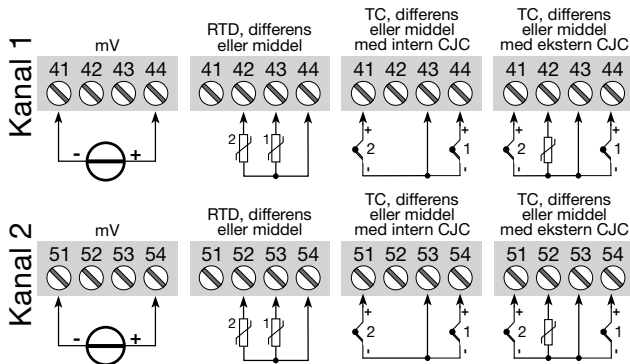 Kanal 1
mV
41 42 43 44
- +
RTD, differens
eller middel
41 42 43 44
2 1
TC, differens
eller middel
med intern CJC
41 42 43 44
+ +
2 1
- -
TC, differens
eller middel
med ekstern CJC
41 42 43 44
+ +
2 1
- -
Kanal 2
mV
51 52 53 54
- +
RTD, differens
eller middel
51 52 53 54
2 1
TC, differens
eller middel
med intern CJC
51 52 53 54
+ +
2 1
- -
TC, differens
eller middel
med ekstern CJC
51 52 53 54
+ +
2 1
- -